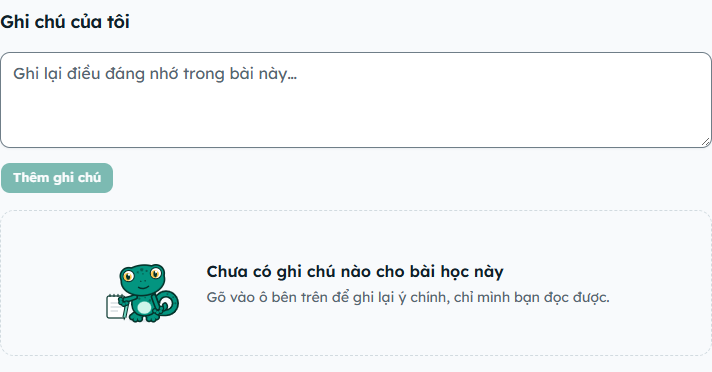 Ghi chú của tôi
Ghi lại điều đáng nhớ trong bài này...
Thêm ghi chú
Chưa có ghi chú nào cho bài học này
Gõ vào ô bên trên để ghi lại ý chính, chỉ mình bạn đọc được.